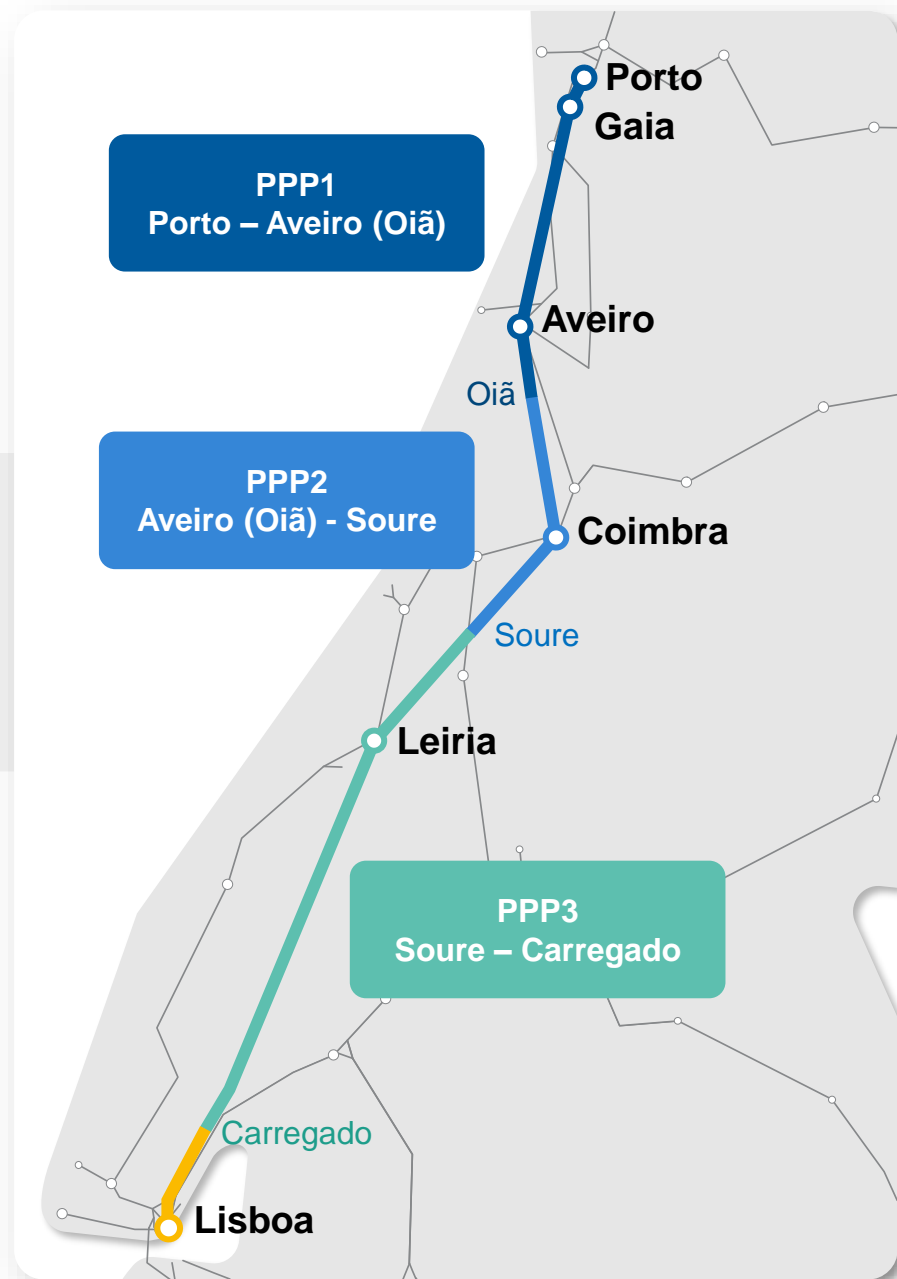 Porto
Gaia
PPP1
Porto – Aveiro (Oiã)
Aveiro
Oiã
PPP2
Aveiro (Oiã) - Soure
Coimbra
Soure
Leiria
PPP3
Soure – Carregado
Carregado
Lisboa